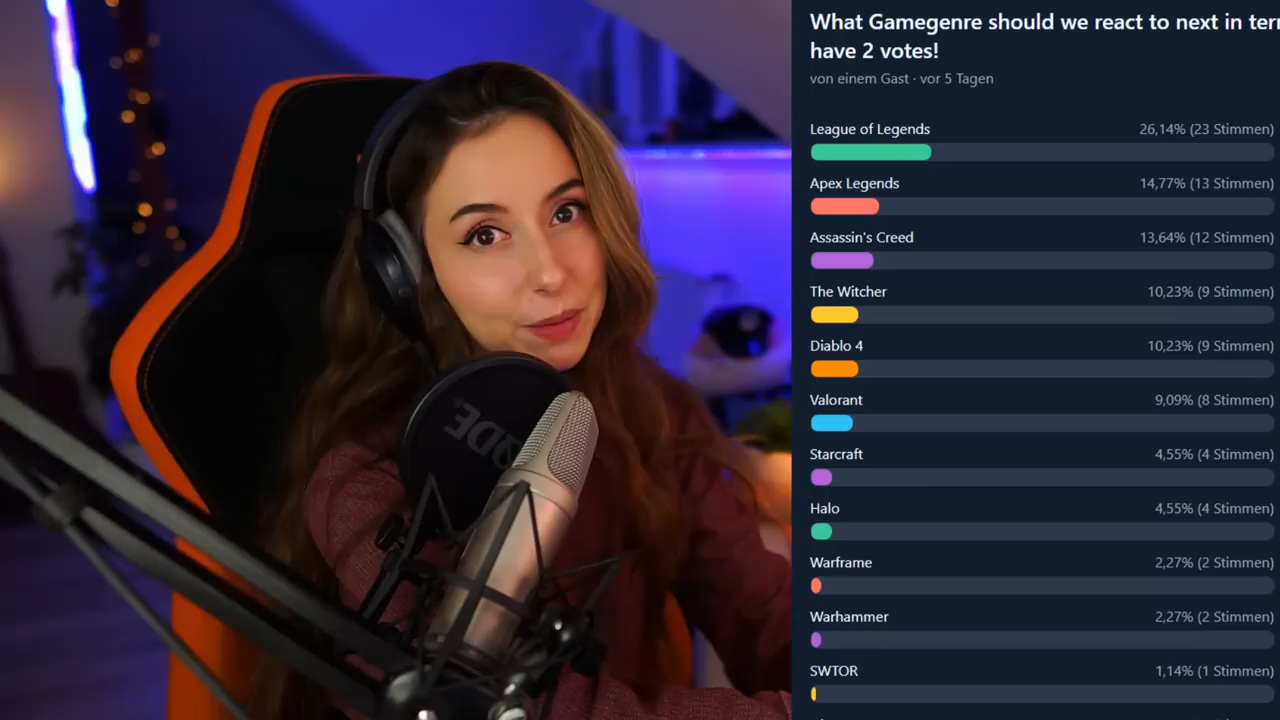 What Gamegenre should we react to next in
have 2 votes!
von einem Gast · vor 5 Tagen
League of Legends 26,14% (23 Stimmen)
Apex Legends 14,77% (13 Stimmen)
Assassin's Creed 13,64% (12 Stimmen)
The Witcher 10,23% (9 Stimmen)
Diablo 4 10,23% (9 Stimmen)
Valorant 9,09% (8 Stimmen)
Starcraft 4,55% (4 Stimmen)
Halo 4,55% (4 Stimmen)
Warframe 2,27% (2 Stimmen)
Warhammer 2,27% (2 Stimmen)
SWTOR 1,14% (1 Stimmen)
RODE